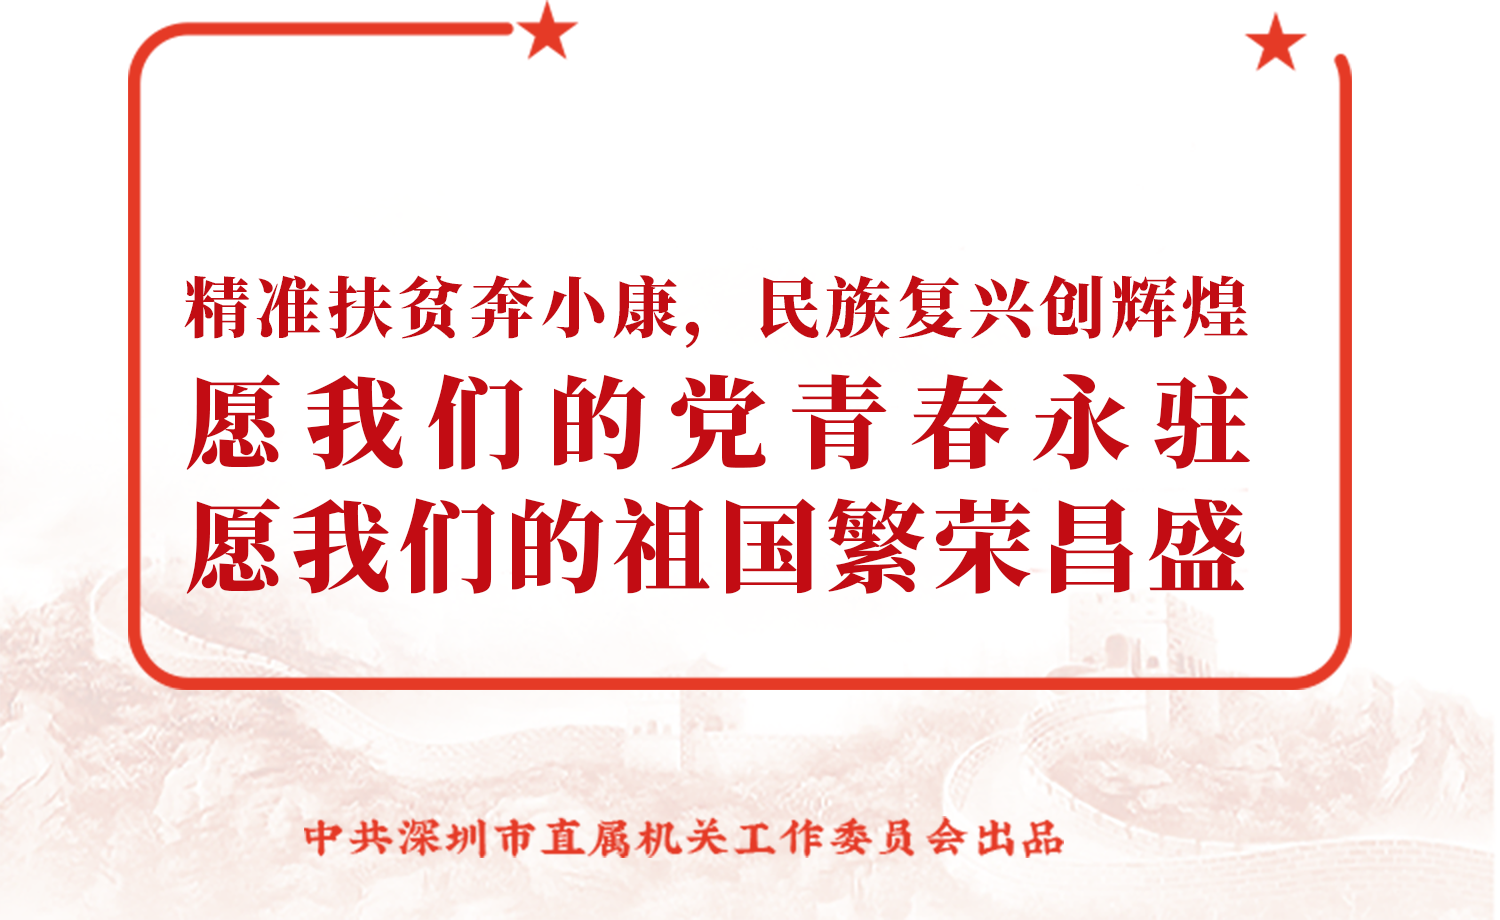 精准扶贫奔小康，民族复兴创辉煌
愿我们的党青春永驻
愿我们的祖国繁荣昌盛
中共深圳市直属机关工作委员会出品